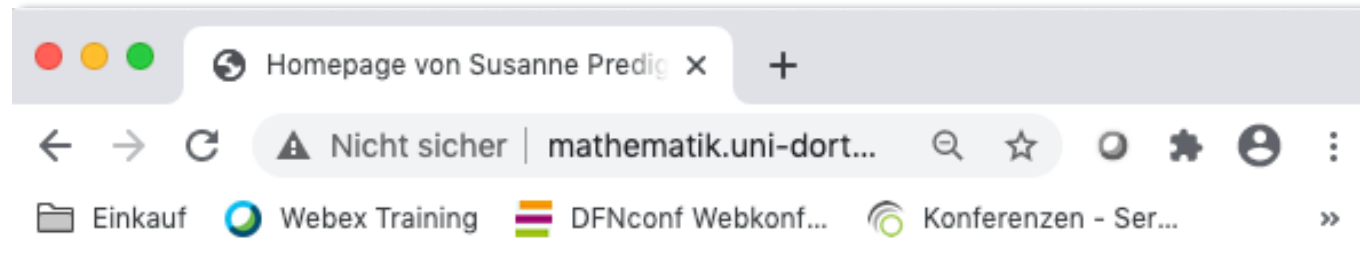 Homepage von Susanne Predig
Nicht sicher | mathematik.uni-dort...
Einkauf Webex Training DFNconf Webkonf... Konferenzen - Ser...